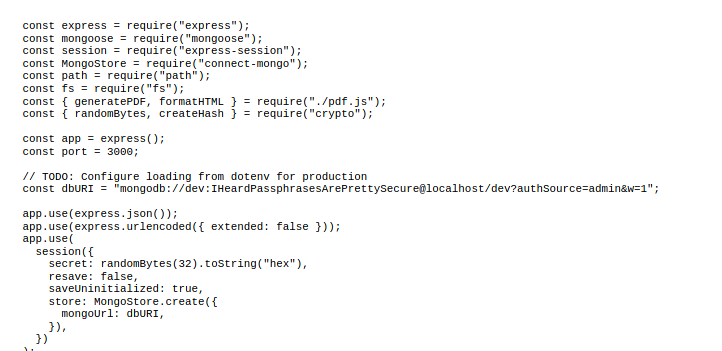 const express = require("express");
const mongoose = require("mongoose");
const session = require("express-session");
const MongoStore = require("connect-mongo");
const path = require("path");
const fs = require("fs");
const { generatePDF, formatHTML } = require("./pdf.js");
const { randomBytes, createHash } = require("crypto");

const app = express();
const port = 3000;

// TODO: Configure loading from dotenv for production
const dbURI = "mongodb://dev:IHeardPassphrasesArePrettySecure@localhost/dev?authSource=admin&w=1";

app.use(express.json());
app.use(express.urlencoded({ extended: false }));
app.use(
  session({
    secret: randomBytes(32).toString("hex"),
    resave: false,
    saveUninitialized: true,
    store: MongoStore.create({
      mongoUrl: dbURI,
    }),
  })
);